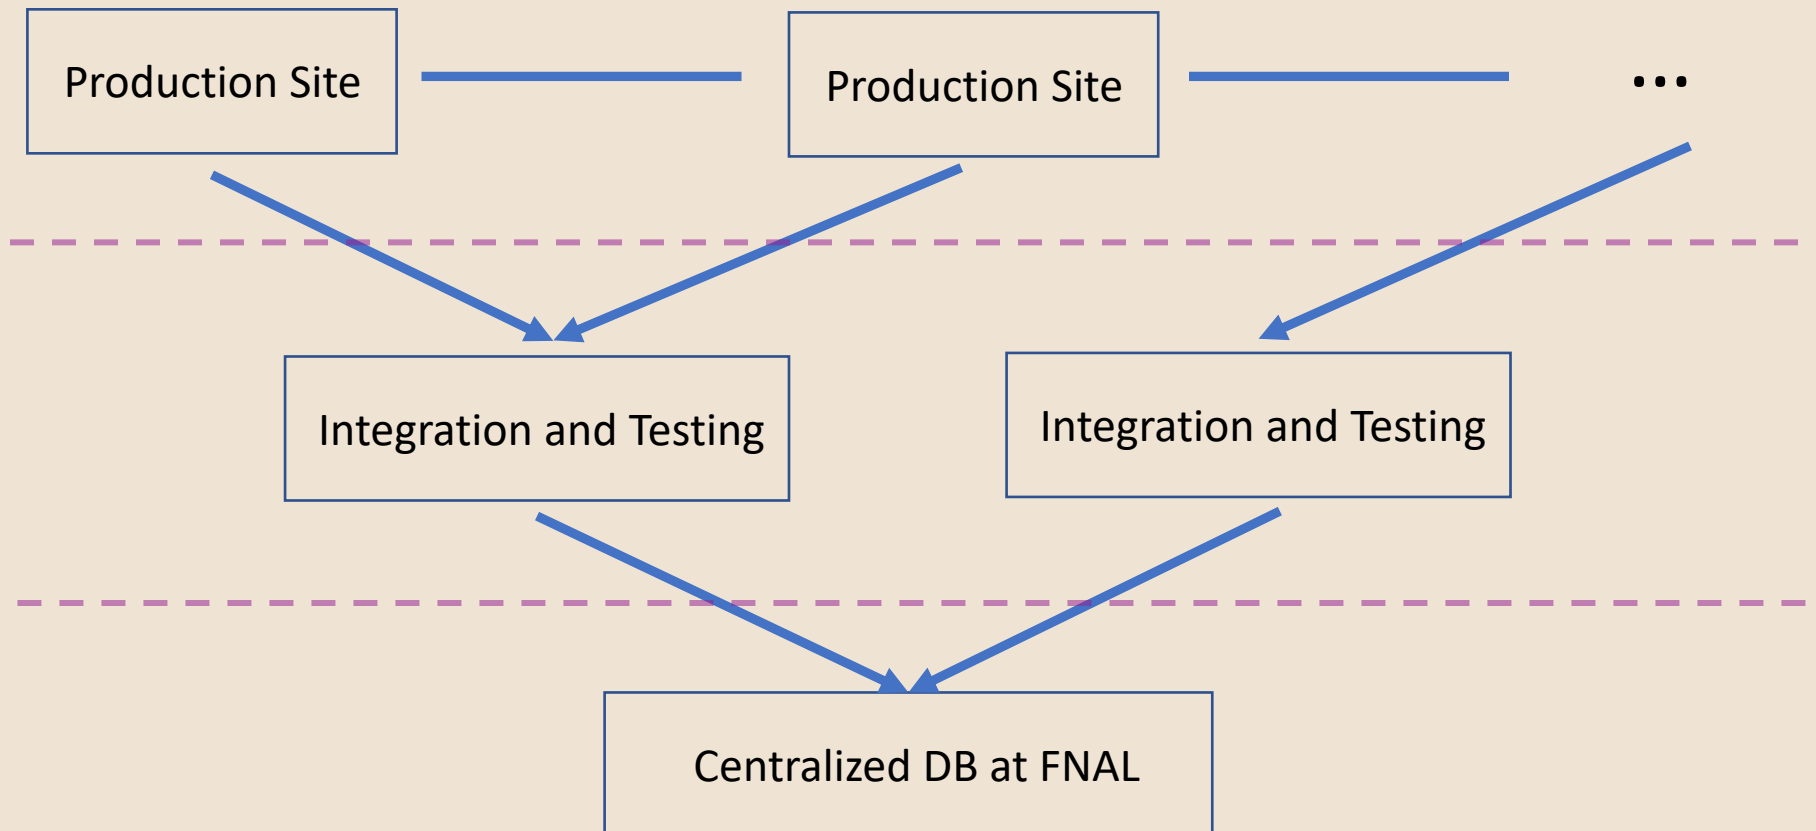 Production Site
Production Site
...
Integration and Testing
Integration and Testing
Centralized DB at FNAL